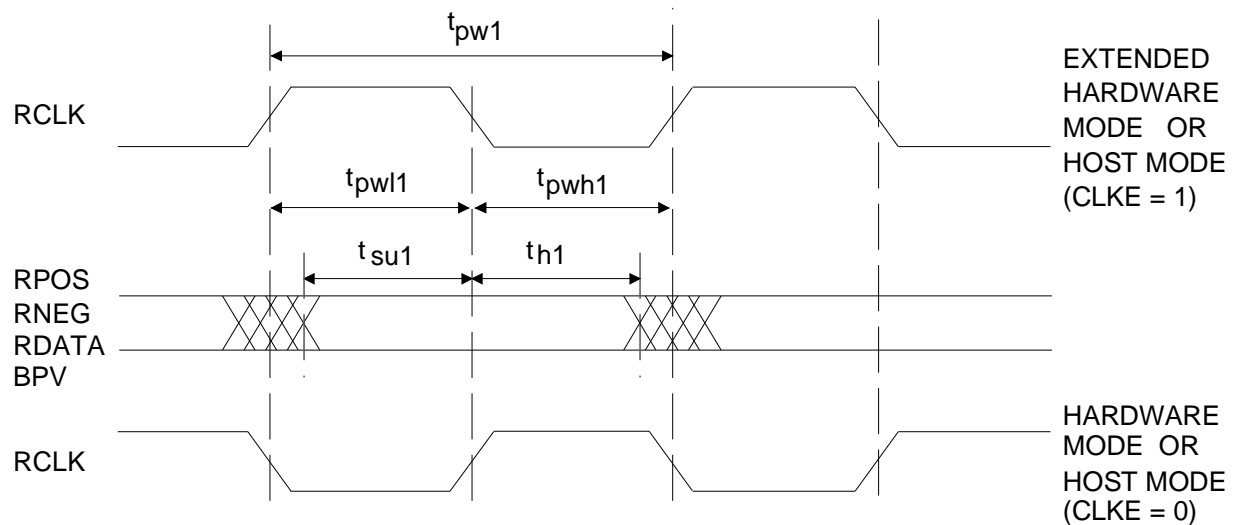 tpw1
RCLK
EXTENDED
HARDWARE
MODE OR
HOST MODE
(CLKE = 1)
tpwl1
tpwh1
tsu1
th1
RPOS
RNEG
RDATA
BPV
RCLK
HARDWARE
MODE OR
HOST MODE
(CLKE = 0)